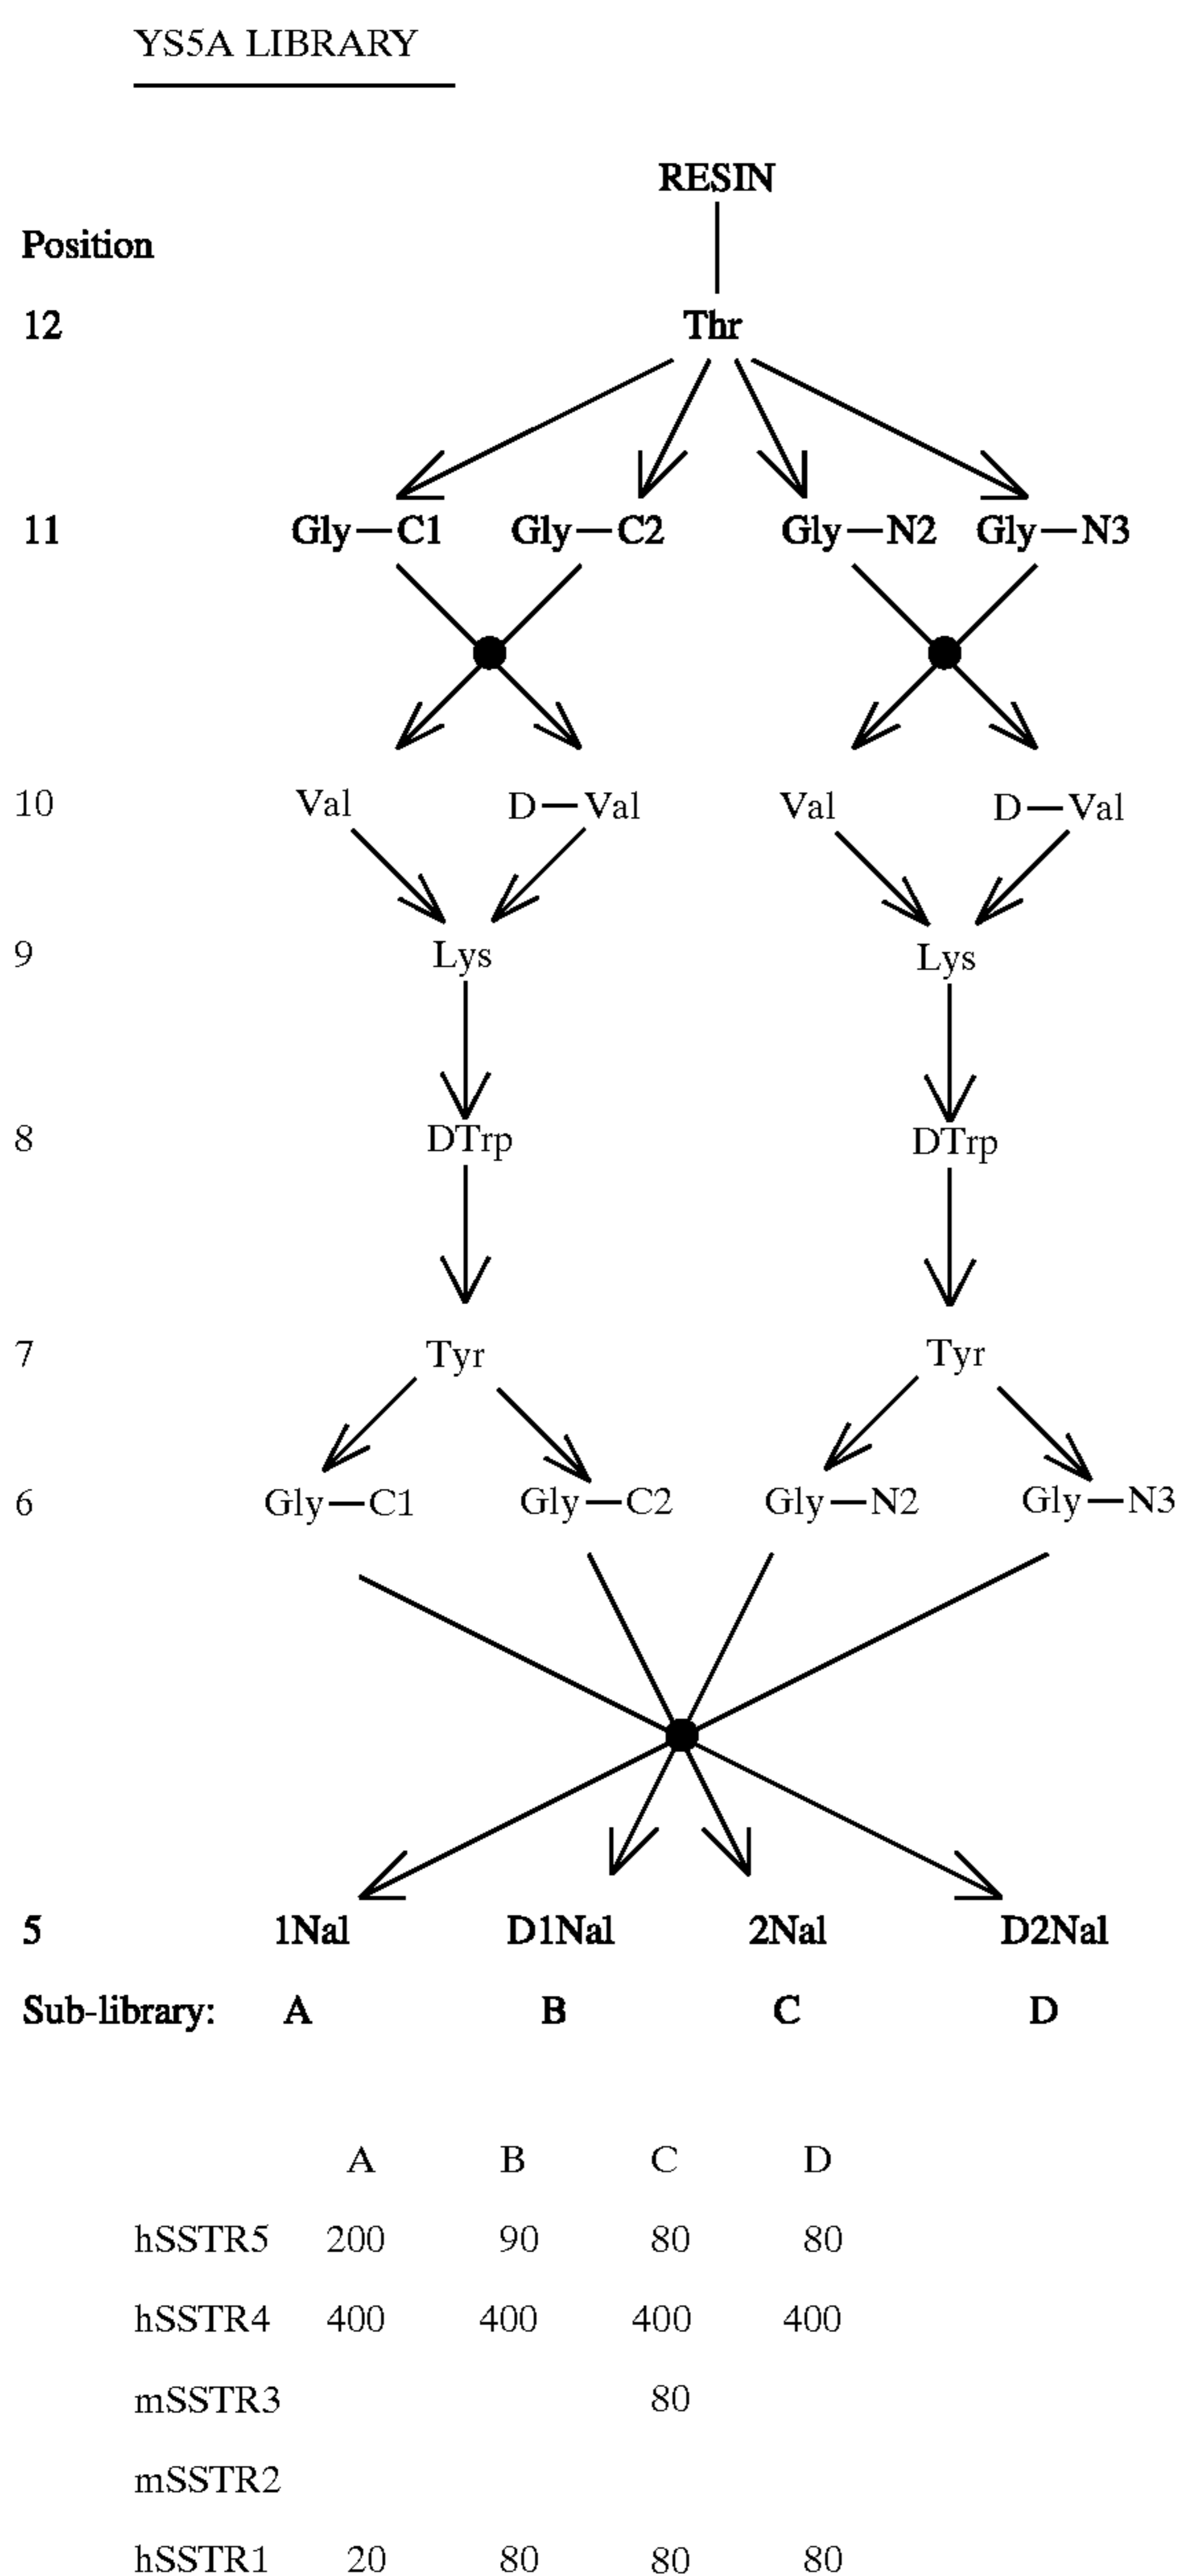 YS5A LIBRARY
RESIN
Position
12 Thr
11 Gly—C1 Gly—C2 Gly—N2 Gly—N3
10 Val D—Val Val D—Val
9 Lys Lys
8 DTrp DTrp
7 Tyr Tyr
6 Gly—C1 Gly—C2 Gly—N2 Gly—N3
5 1Nal D1Nal 2Nal D2Nal
Sub-library: A B C D
A B C D
hSSTR5 200 90 80 80
hSSTR4 400 400 400 400
mSSTR3 80
mSSTR2
hSSTR1 20 80 80 80